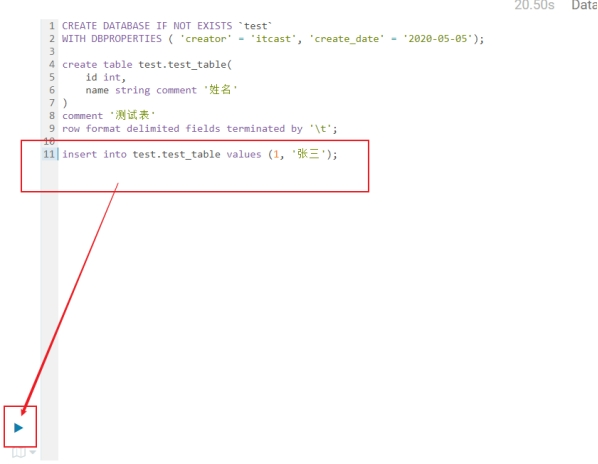 20.50s Data
1 CREATE DATABASE IF NOT EXISTS `test`
2 WITH DBPROPERTIES ( 'creator' = 'itcast', 'create_date' = '2020-05-05');
3
4 create table test.test_table(
5 id int,
6 name string comment '姓名'
7 )
8 comment '测试表'
9 row format delimited fields terminated by '\t';
10
11 insert into test.test_table values (1, '张三');